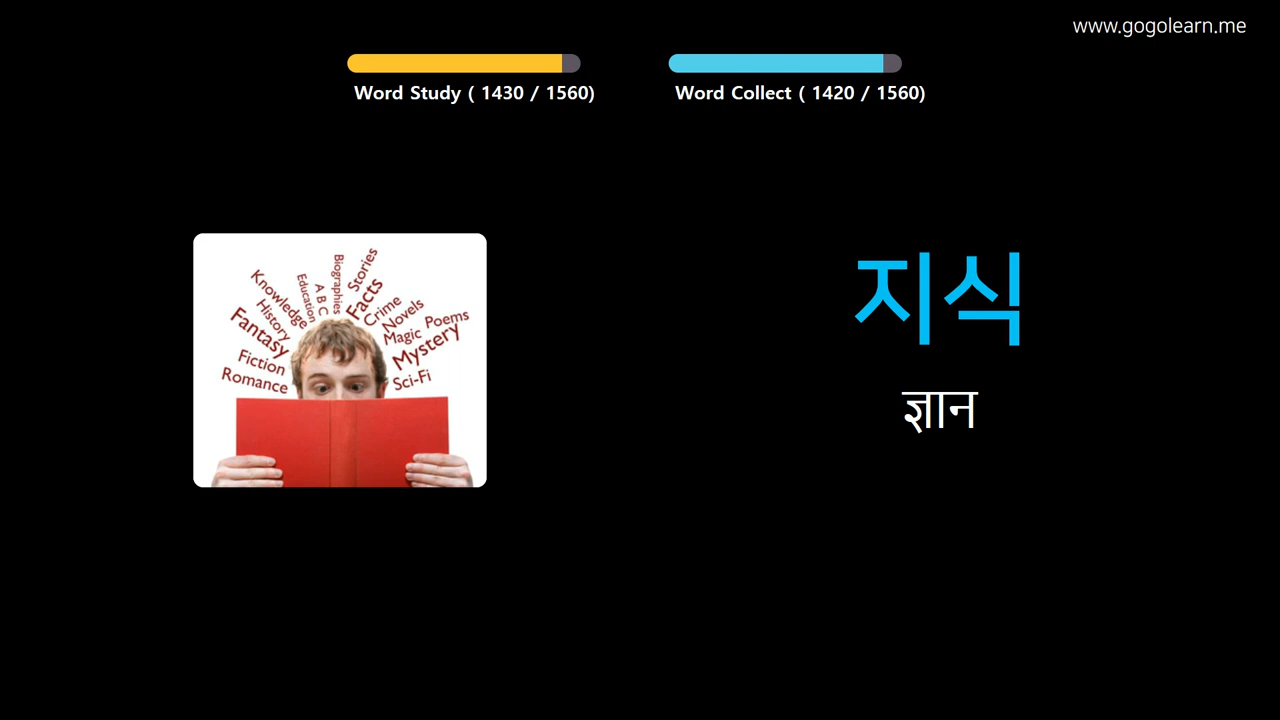 www.gogolearn.me
Word Study ( 1430 / 1560)
Word Collect ( 1420 / 1560)
지식
ज्ञान
Knowledge
History
Fantasy
Fiction
Romance
Education
A B C
Biographies
Stories
Facts
Crime
Novels
Magic
Poems
Mystery
Sci-Fi